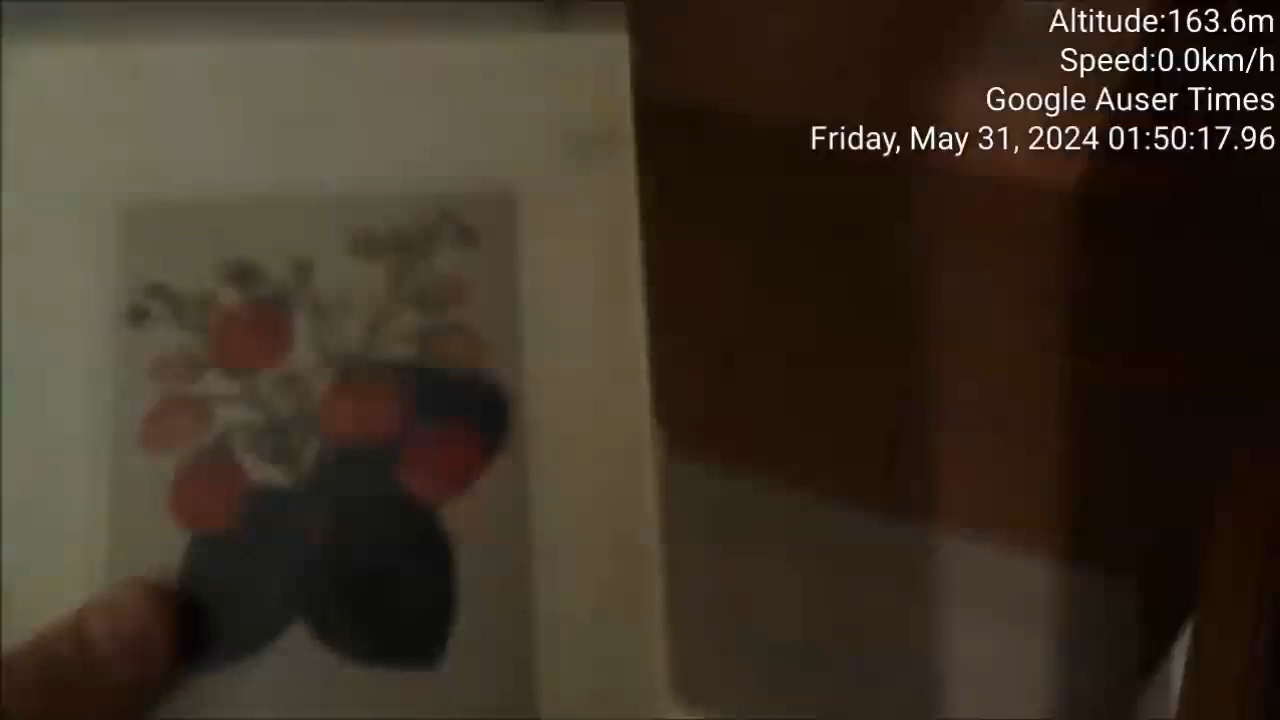 Altitude:163.6m
Speed:0.0km/h
Google Auser Times
Friday, May 31, 2024 01:50:17.96